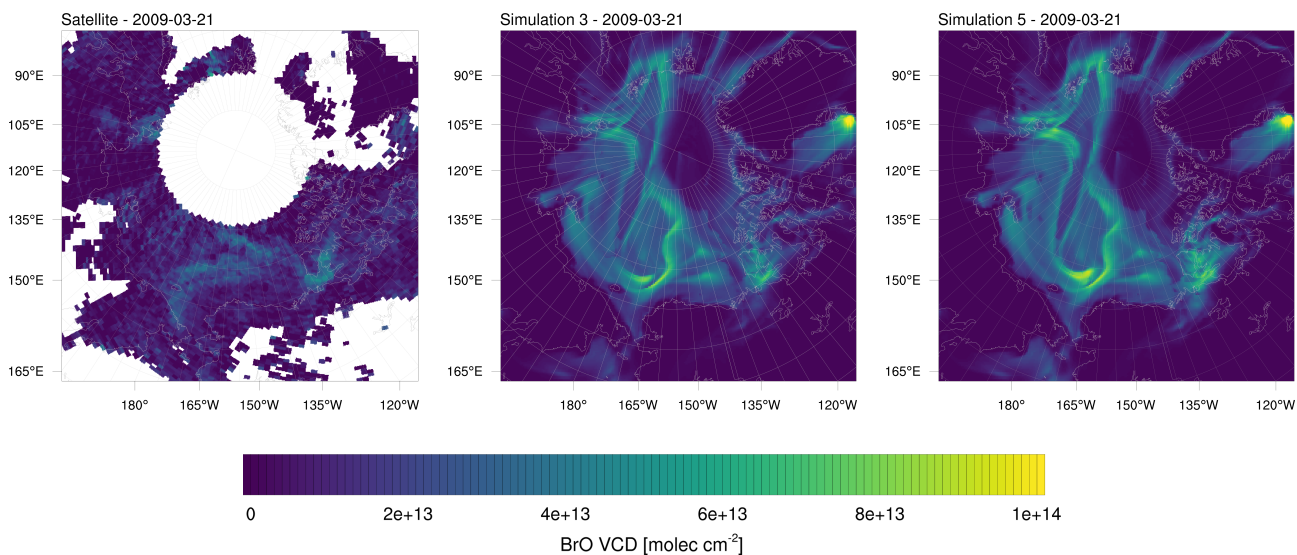 Satellite - 2009-03-21
90°E
105°E
120°E
135°E
150°E
165°E
180°
165°W
150°W
135°W
120°W
Simulation 3 - 2009-03-21
90°E
105°E
120°E
135°E
150°E
165°E
180°
165°W
150°W
135°W
120°W
Simulation 5 - 2009-03-21
90°E
105°E
120°E
135°E
150°E
165°E
180°
165°W
150°W
135°W
120°W
0 2e+13 4e+13 6e+13 8e+13 1e+14
BrO VCD [molec cm⁻²]